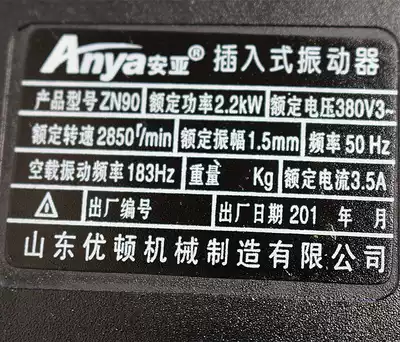 Anya安亚® 插入式振动器
产品型号ZN90 额定功率2.2kW 额定电压380V3~
额定转速2850r/min 额定振幅1.5mm 频率50Hz
空载振动频率183Hz 重量 Kg 额定电流3.5A
出厂编号 出厂日期201 年 月
山东优顿机械制造有限公司